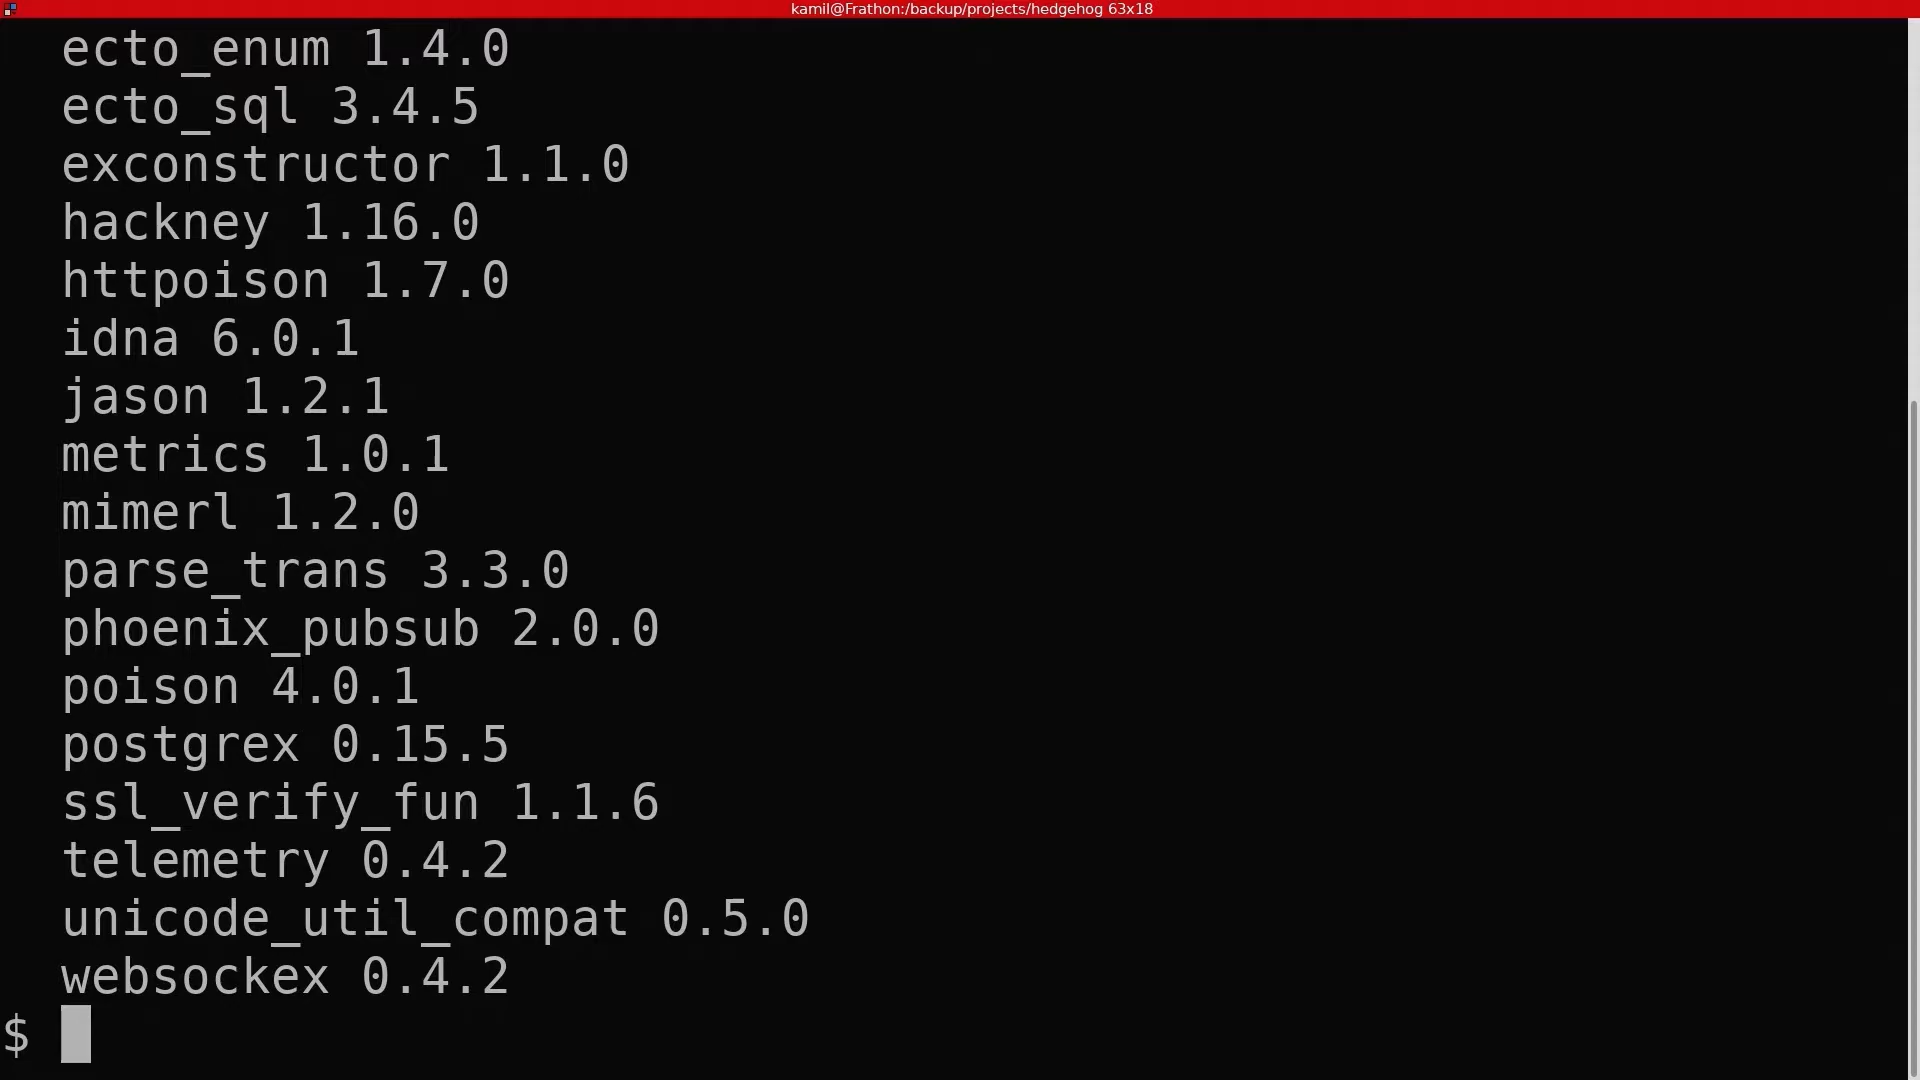 kamil@Frathon:/backup/projects/hedgehog 63x18
ecto_enum 1.4.0
ecto_sql 3.4.5
exconstructor 1.1.0
hackney 1.16.0
httpoison 1.7.0
idna 6.0.1
jason 1.2.1
metrics 1.0.1
mimerl 1.2.0
parse_trans 3.3.0
phoenix_pubsub 2.0.0
poison 4.0.1
postgrex 0.15.5
ssl_verify_fun 1.1.6
telemetry 0.4.2
unicode_util_compat 0.5.0
websockex 0.4.2
$